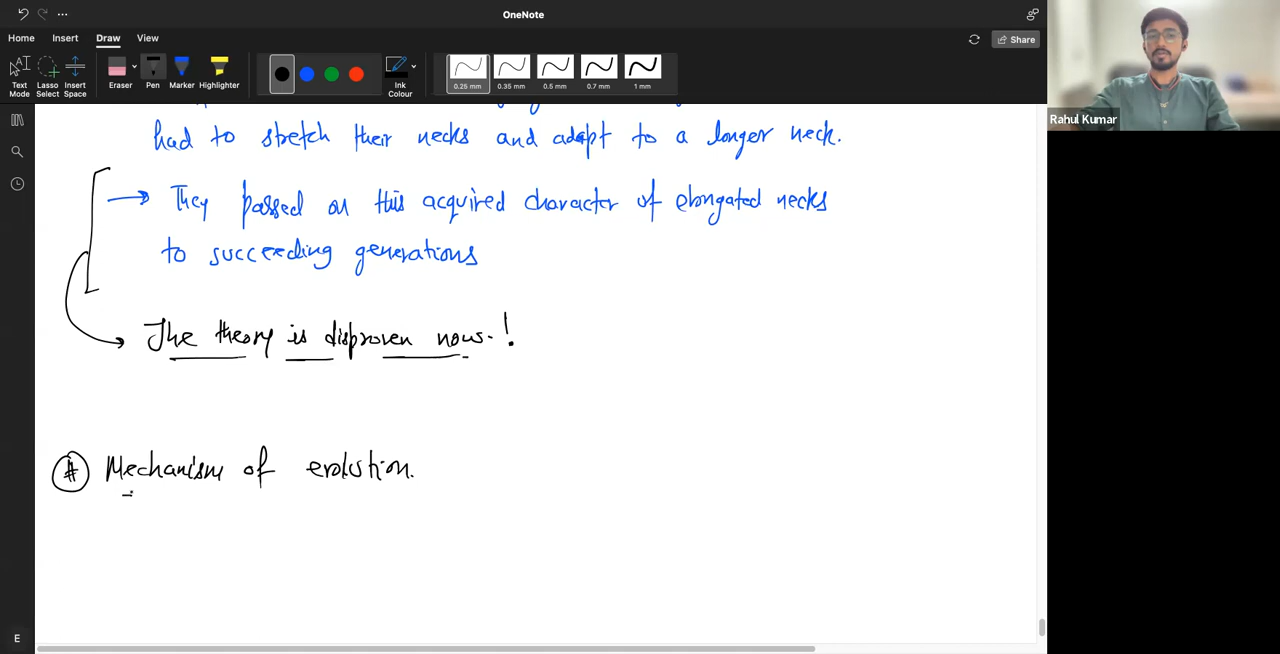 OneNote
Home Insert Draw View
Share
Text Mode
Lasso Select
Insert Space
Eraser
Pen
Marker
Highlighter
Ink Colour
0.25 mm
0.35 mm
0.5 mm
0.7 mm
1 mm
Rahul Kumar
had to stretch their necks and adapt to a longer neck.
They passed on this acquired character of elongated necks
to succeeding generations
The theory is disproven now.!
# Mechanism of evolution.
E